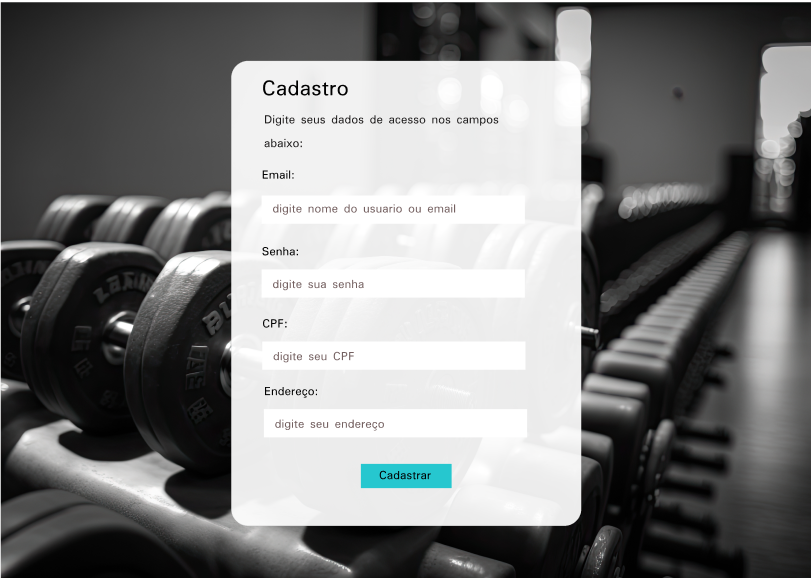 Cadastro
Digite seus dados de acesso nos campos
abaixo:
Email:
digite nome do usuario ou email
Senha:
digite sua senha
CPF:
digite seu CPF
Endereço:
digite seu endereço
Cadastrar